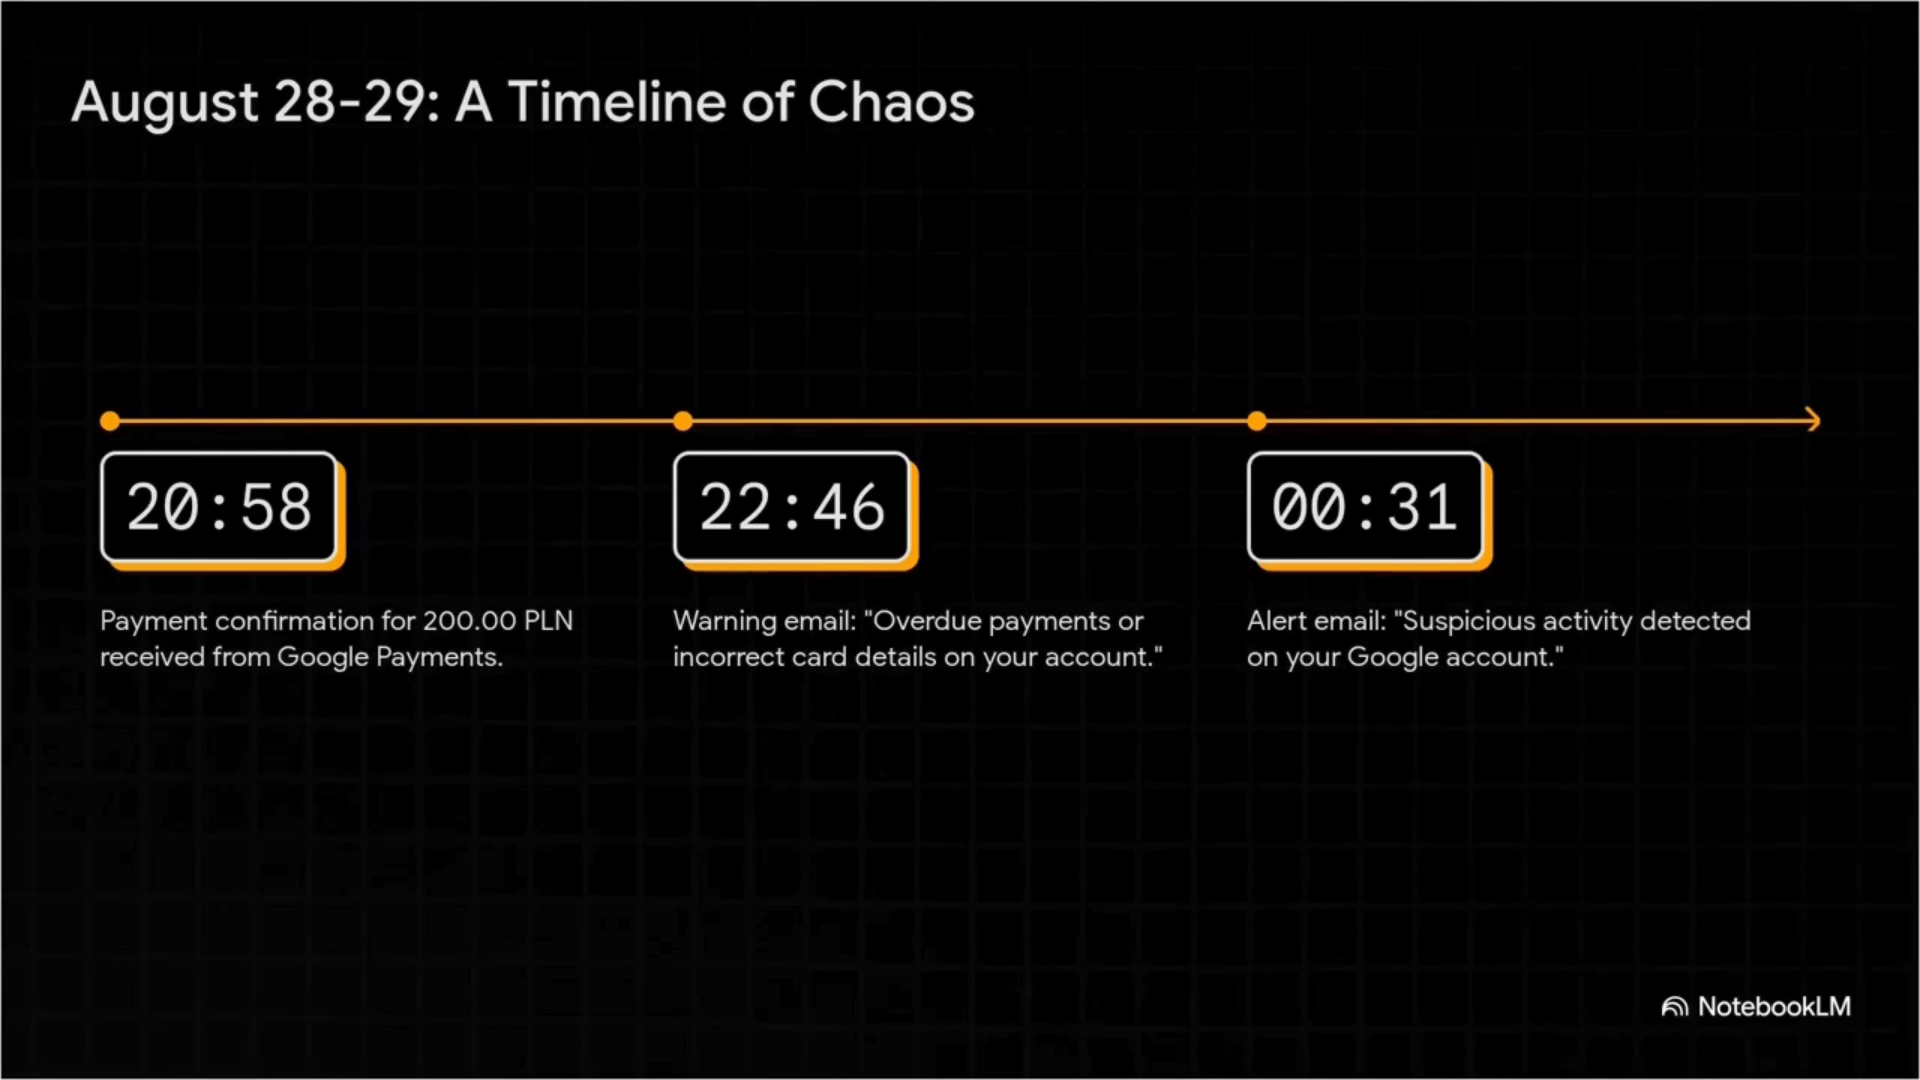 August 28-29: A Timeline of Chaos
20:58
Payment confirmation for 200.00 PLN
received from Google Payments.
22:46
Warning email: "Overdue payments or
incorrect card details on your account."
00:31
Alert email: "Suspicious activity detected
on your Google account."
NotebookLM